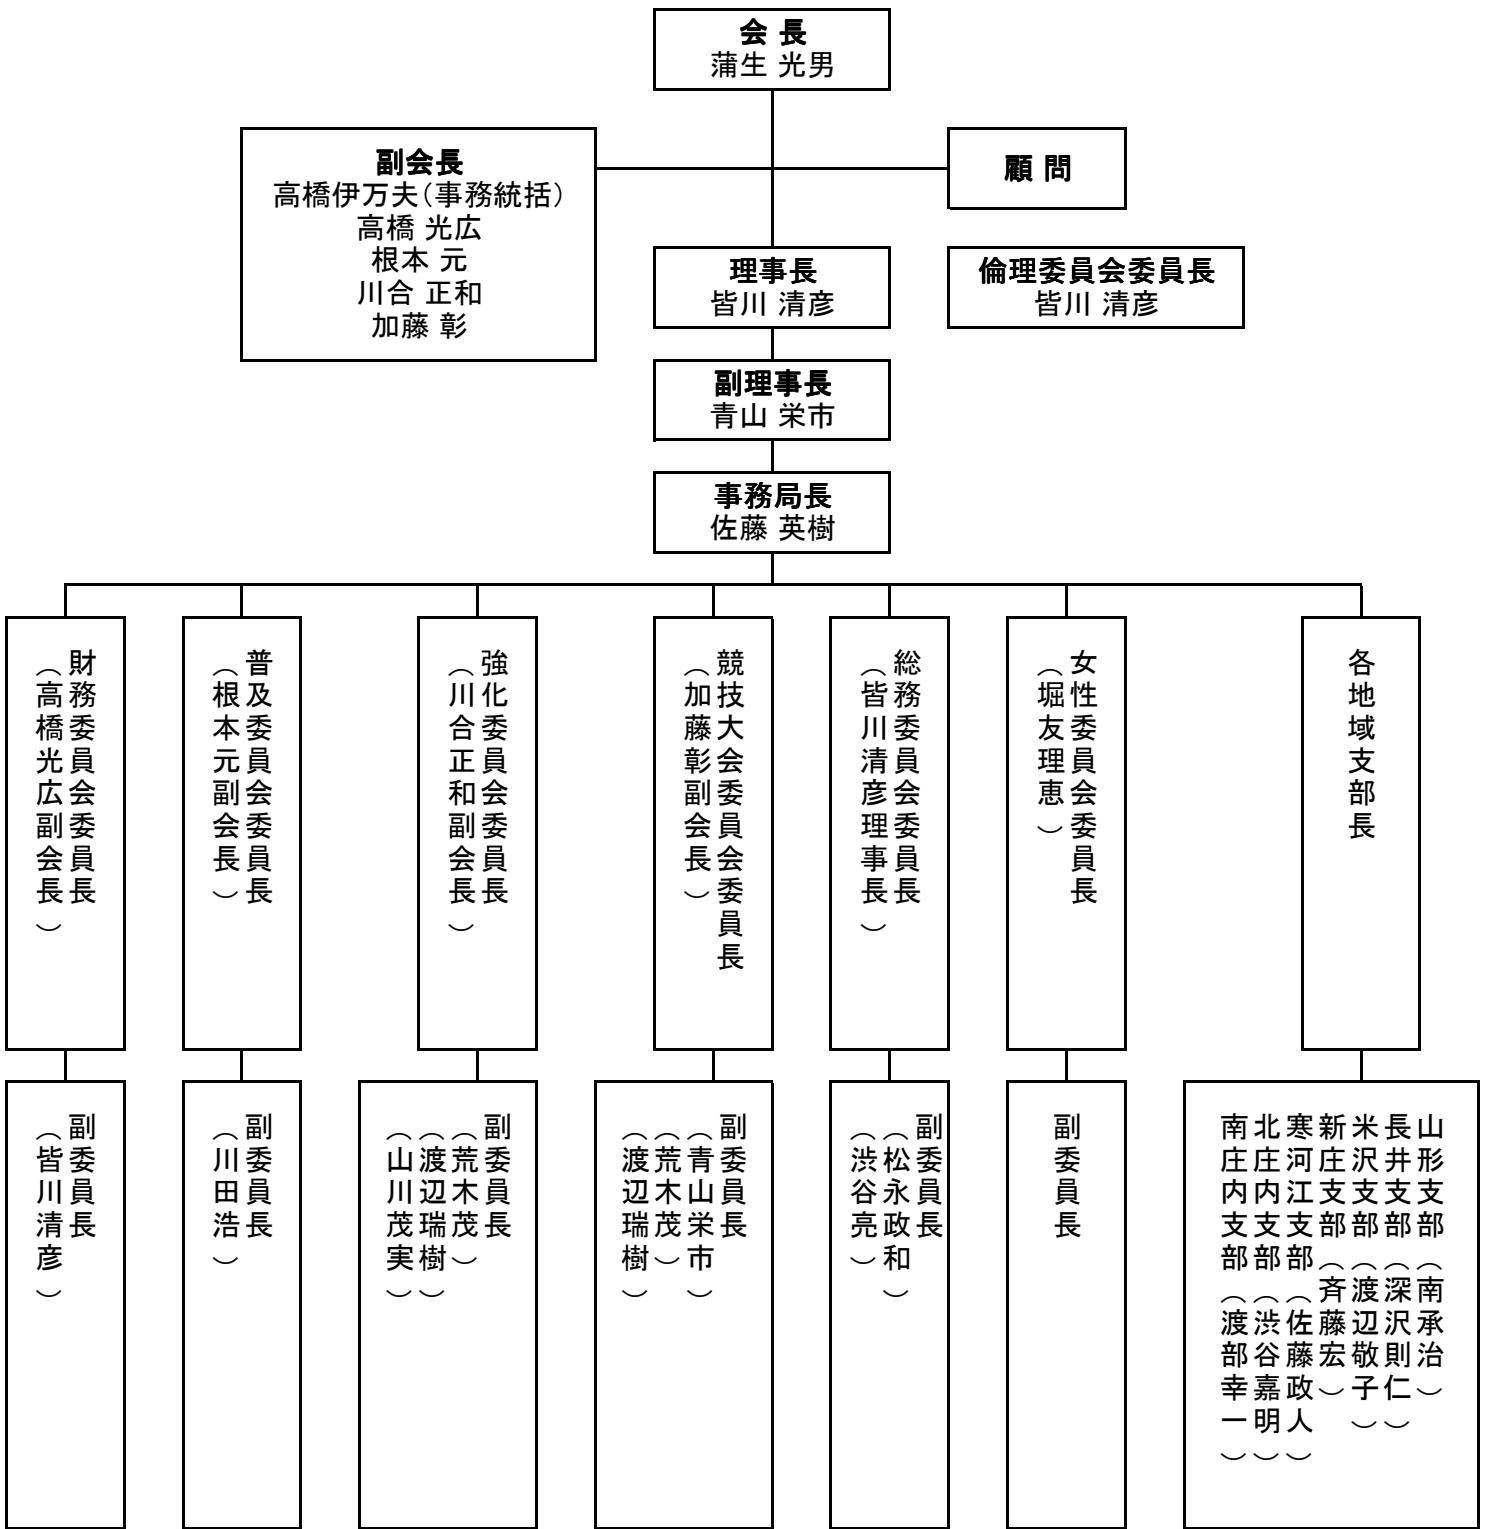 会 長
蒲生 光男
副会長
高橋伊万夫（事務統括）
高橋 光広
根本 元
川合 正和
加藤 彰
顧 問
理事長
皆川 清彦
倫理委員会委員長
皆川 清彦
副理事長
青山 栄市
事務局長
佐藤 英樹
財務委員会委員長
（高橋光広副会長）
普及委員会委員長
（根本元副会長）
強化委員会委員長
（川合正和副会長）
競技大会委員会委員長
（加藤彰副会長）
総務委員会委員長
（皆川清彦理事長）
女性委員会委員長
（堀友理恵）
各地域支部長
副委員長
（皆川清彦）
副委員長
（川田浩）
副委員長
（荒木茂）
（渡辺瑞樹）
（山川茂実）
副委員長
（青山栄市）
（荒木茂）
（渡辺瑞樹）
副委員長
（松永政和）
（渋谷亮）
副委員長
山形支部（南承治）
長井支部（深沢則仁）
米沢支部（渡辺敬子）
新庄支部（斉藤宏）
寒河江支部（佐藤政人）
北庄内支部（渋谷嘉明）
南庄内支部（渡部幸一）